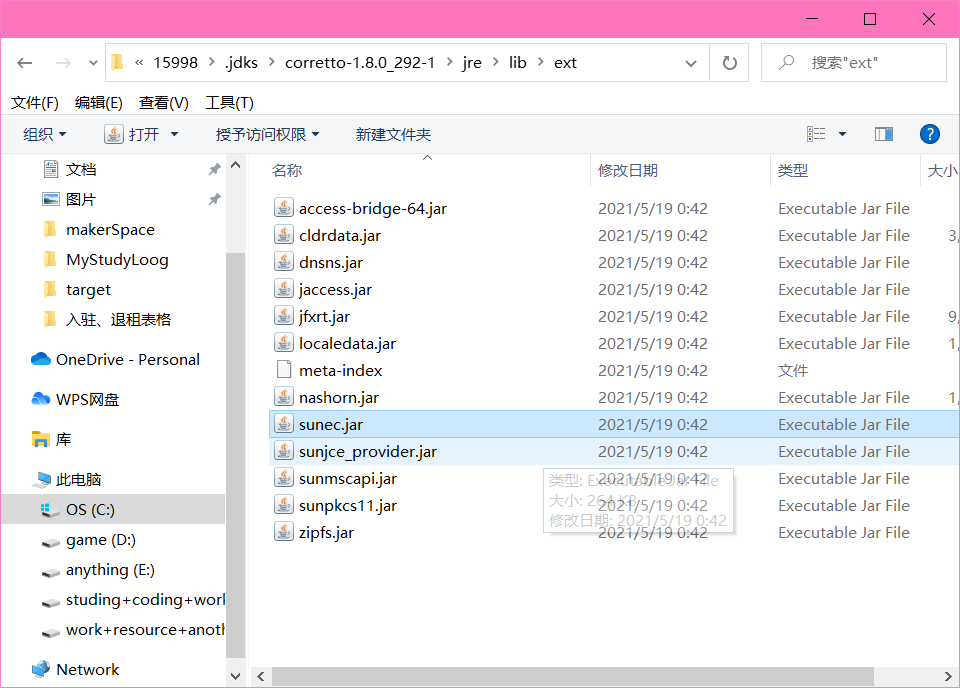 « 15998 › .jdks › corretto-1.8.0_292-1 › jre › lib › ext
搜索"ext"
文件(F) 编辑(E) 查看(V) 工具(T)
组织 打开 授予访问权限 新建文件夹
名称 修改日期 类型 大小
文档
图片
makerSpace
MyStudyLoog
target
入驻、退租表格
OneDrive - Personal
WPS网盘
库
此电脑
OS (C:)
game (D:)
anything (E:)
studing+coding+work
work+resource+anoth
Network
access-bridge-64.jar 2021/5/19 0:42 Executable Jar File
cldrdata.jar 2021/5/19 0:42 Executable Jar File 3,
dnsns.jar 2021/5/19 0:42 Executable Jar File
jaccess.jar 2021/5/19 0:42 Executable Jar File
jfxrt.jar 2021/5/19 0:42 Executable Jar File 9,
localedata.jar 2021/5/19 0:42 Executable Jar File 1,
meta-index 2021/5/19 0:42 文件
nashorn.jar 2021/5/19 0:42 Executable Jar File 1,
sunec.jar 2021/5/19 0:42 Executable Jar File
sunjce_provider.jar 2021/5/19 0:42 Executable Jar File
sunmscapi.jar 2021/5/19 0:42 Executable Jar File
sunpkcs11.jar 2021/5/19 0:42 Executable Jar File
zipfs.jar 2021/5/19 0:42 Executable Jar File
类型: Executable Jar File
大小: 264 KB
修改日期: 2021/5/19 0:42